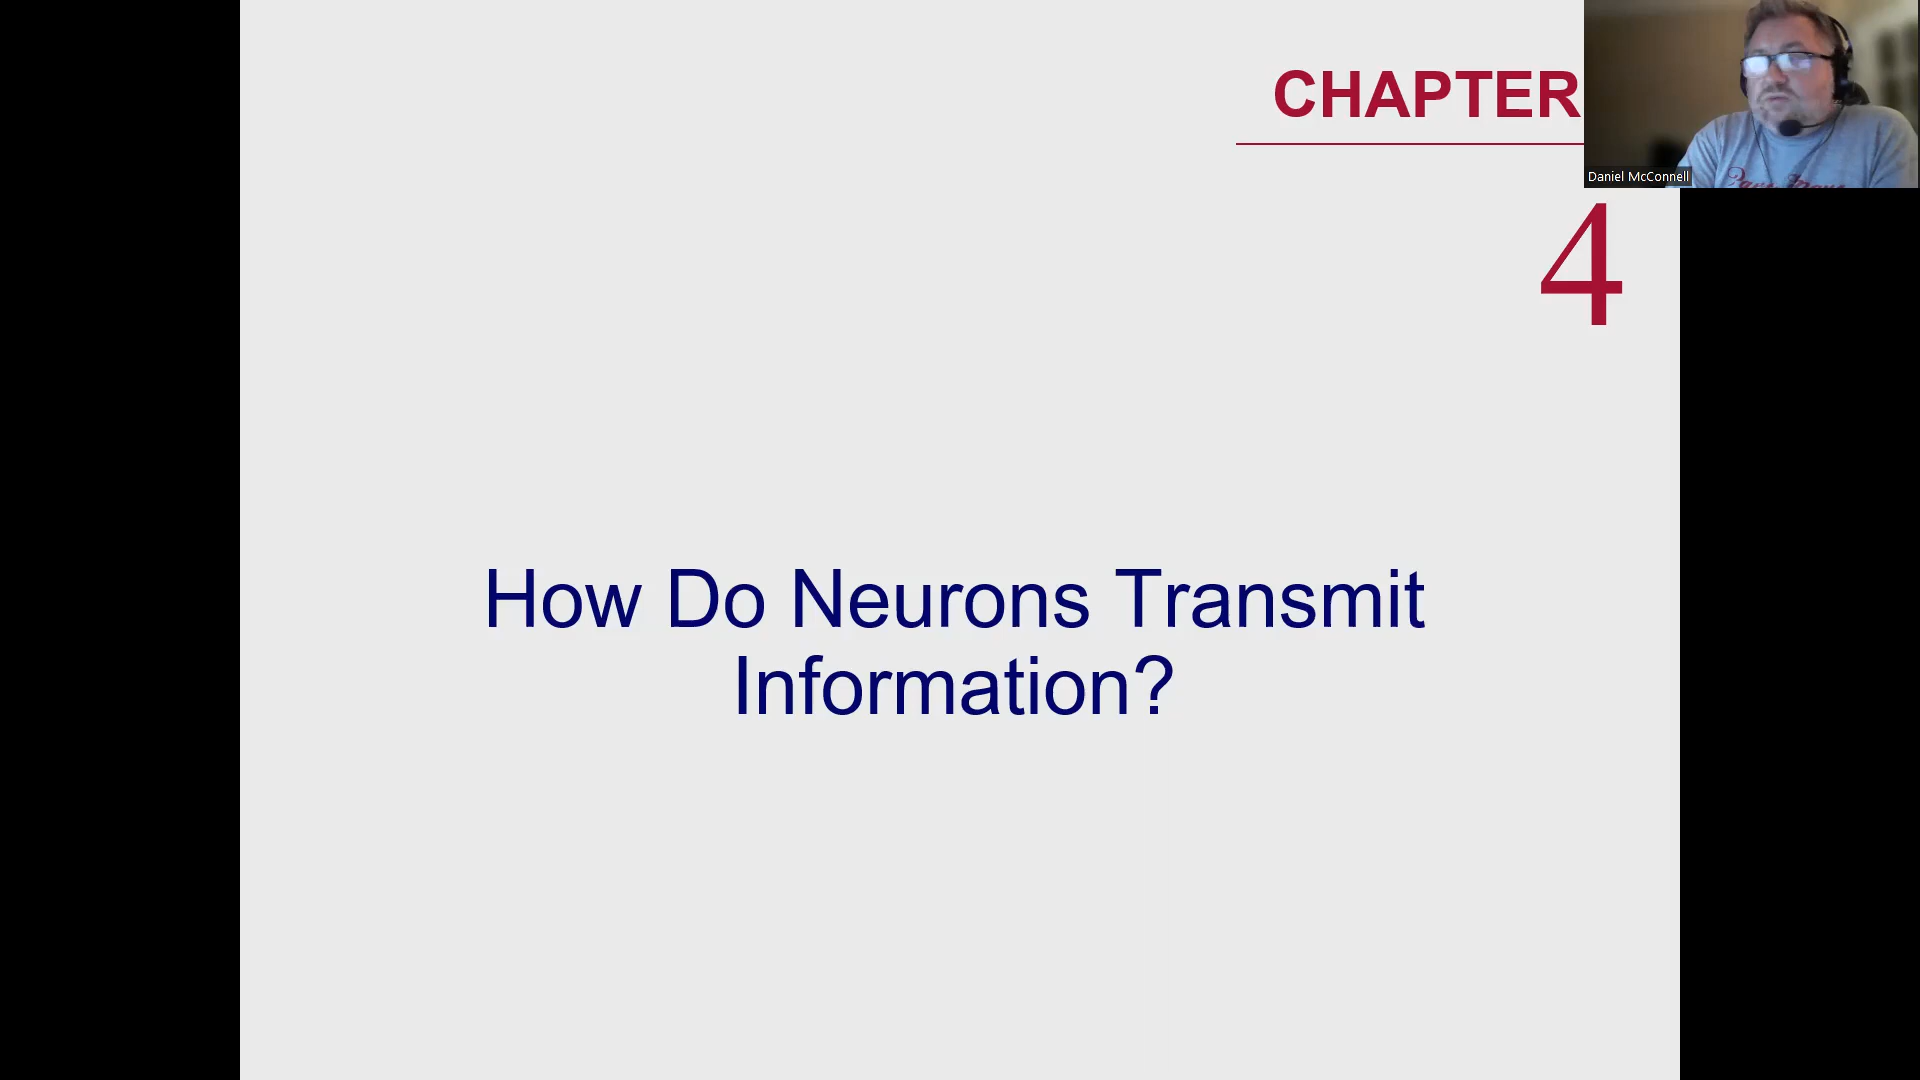 CHAPTER
Daniel McConnell
4
How Do Neurons Transmit
Information?